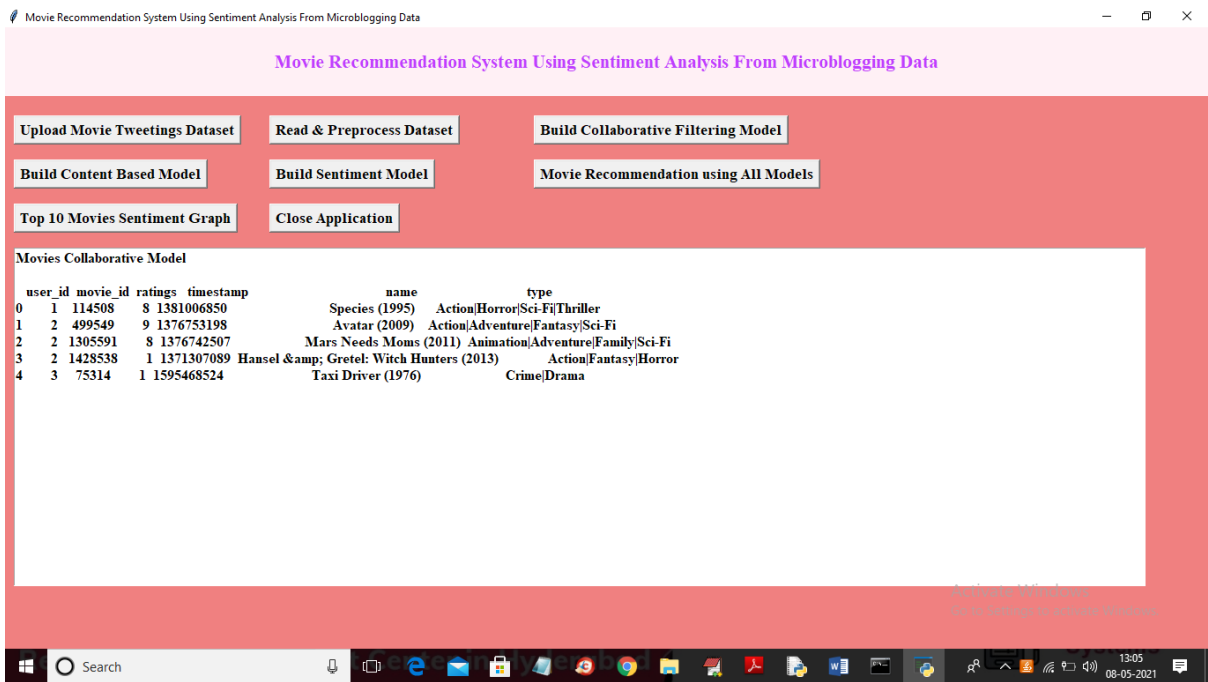 Movie Recommendation System Using Sentiment Analysis From Microblogging Data
Movie Recommendation System Using Sentiment Analysis From Microblogging Data
Upload Movie Tweetings Dataset Read & Preprocess Dataset Build Collaborative Filtering Model
Build Content Based Model Build Sentiment Model Movie Recommendation using All Models
Top 10 Movies Sentiment Graph Close Application
Movies Collaborative Model
user_id movie_id ratings timestamp name type
0 1 114508 8 1381006850 Species (1995) Action|Horror|Sci-Fi|Thriller
1 2 499549 9 1376753198 Avatar (2009) Action|Adventure|Fantasy|Sci-Fi
2 2 1305591 8 1376742507 Mars Needs Moms (2011) Animation|Adventure|Family|Sci-Fi
3 2 1428538 1 1371307089 Hansel &amp; Gretel: Witch Hunters (2013) Action|Fantasy|Horror
4 3 75314 1 1595468524 Taxi Driver (1976) Crime|Drama
Activate Windows
Go to Settings to activate Windows.
Search
13:05
08-05-2021